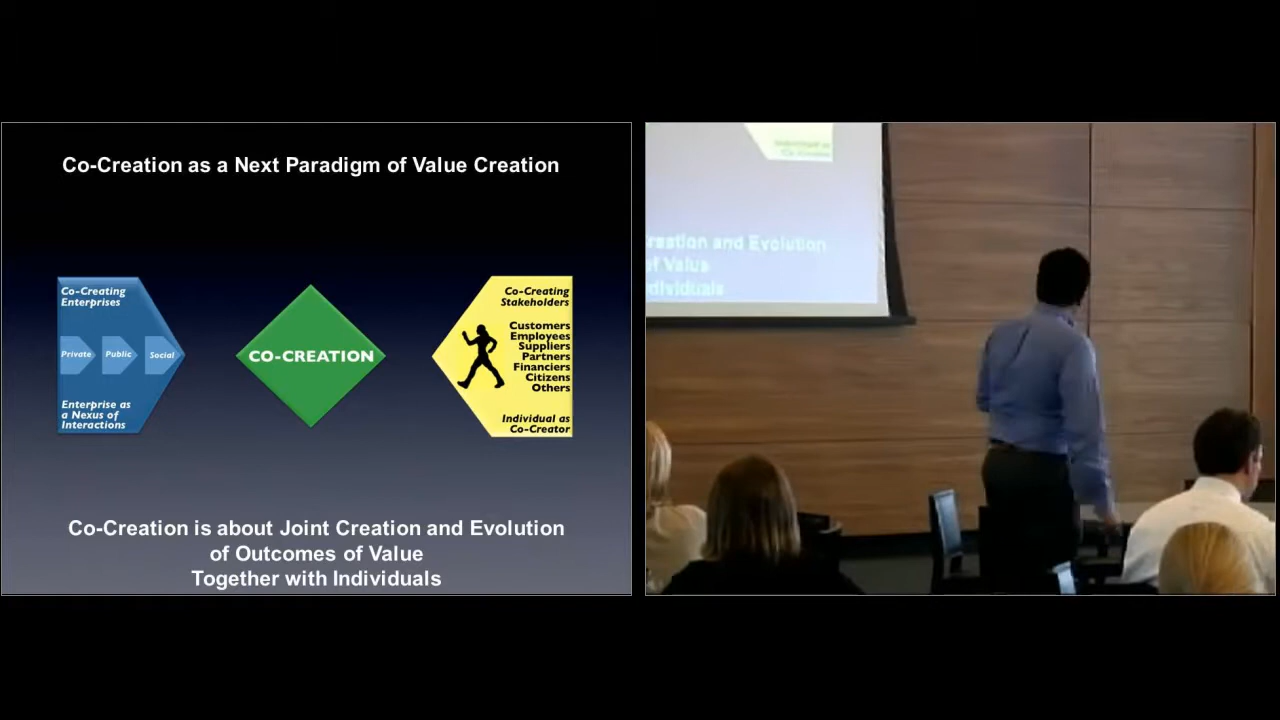 Co-Creation as a Next Paradigm of Value Creation
Co-Creating
Enterprises
Private
Public
Social
Enterprise as
a Nexus of
Interactions
CO-CREATION
Co-Creating
Stakeholders
Customers
Employees
Suppliers
Partners
Financiers
Citizens
Others
Individual as
Co-Creator
Co-Creation is about Joint Creation and Evolution
of Outcomes of Value
Together with Individuals
reation and Evolution
of Value
dividuals